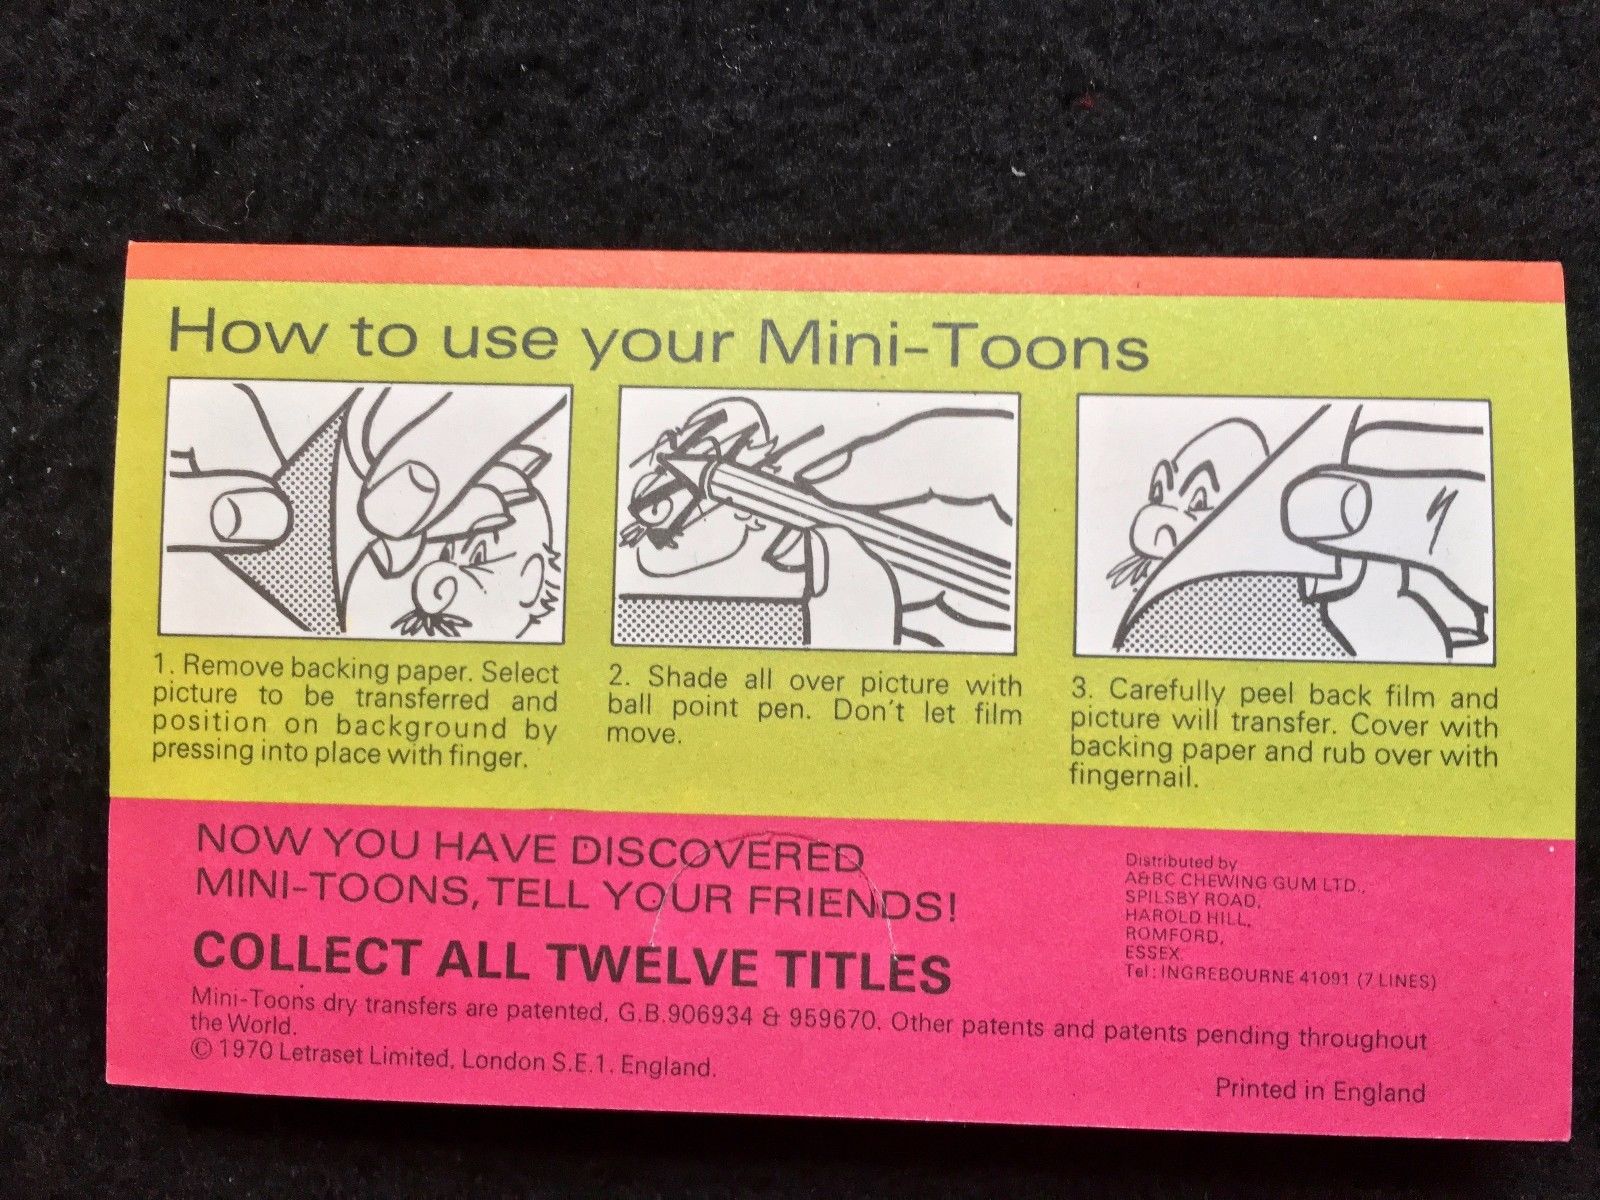 How to use your Mini-Toons
1. Remove backing paper. Select
picture to be transferred and
position on background by
pressing into place with finger.
2. Shade all over picture with
ball point pen. Don't let film
move.
3. Carefully peel back film and
picture will transfer. Cover with
backing paper and rub over with
fingernail.
NOW YOU HAVE DISCOVERED
MINI-TOONS, TELL YOUR FRIENDS!
COLLECT ALL TWELVE TITLES
Distributed by
A&BC CHEWING GUM LTD.,
SPILSBY ROAD,
HAROLD HILL,
ROMFORD,
ESSEX.
Tel: INGREBOURNE 41091 (7 LINES)
Mini-Toons dry transfers are patented, G.B.906934 & 959670. Other patents and patents pending throughout
the World.
© 1970 Letraset Limited, London S.E.1. England.
Printed in England